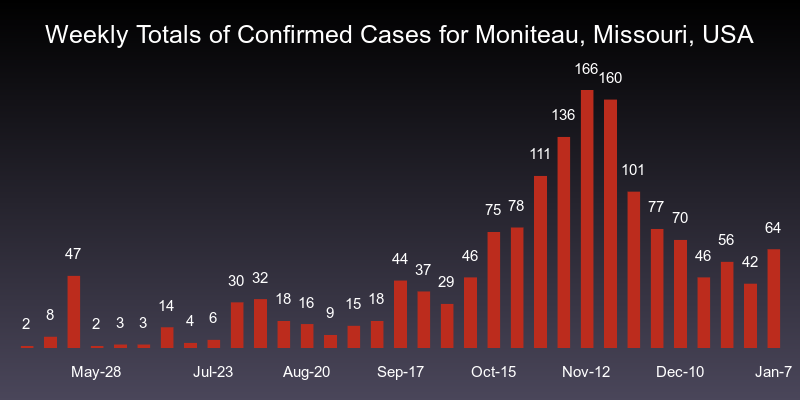 Weekly Totals of Confirmed Cases for Moniteau, Missouri, USA
2 8 47 2 3 3 14 4 6 30 32 18 16 9 15 18 44 37 29 46 75 78 111 136 166 160 101 77 70 46 56 42 64
May-28 Jul-23 Aug-20 Sep-17 Oct-15 Nov-12 Dec-10 Jan-7